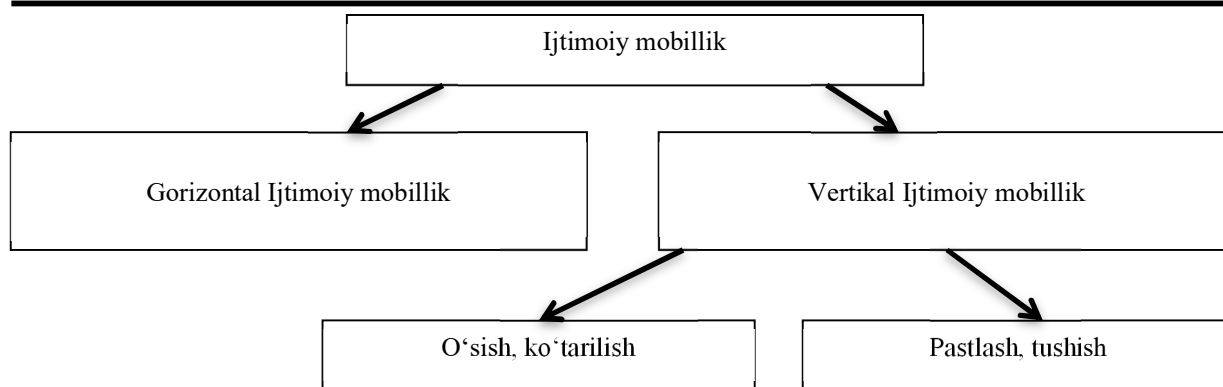 Ijtimoiy mobillik
Gorizontal Ijtimoiy mobillik
Vertikal Ijtimoiy mobillik
O‘sish, ko‘tarilish
Pastlash, tushish